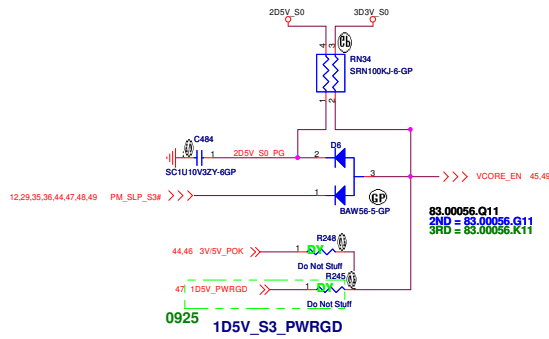 2D5V_S0
3D3V_S0
4
3
RN34
SRN100KJ-6-GP
1
2
C484
1
2D5V_S0_PG
SC1U10V3ZY-6GP
D6
2
3
VCORE_EN 45,49
12,29,35,36,44,47,48,49 PM_SLP_S3#
1
GP
BAW56-5-GP
83.00056.Q11
2ND = 83.00056.G11
3RD = 83.00056.K11
R248
44,46 3V/5V_POK
1
DY
Do Not Stuff
R245
47 1D5V_PWRGD
1
DY
Do Not Stuff
0925
1D5V_S3_PWRGD